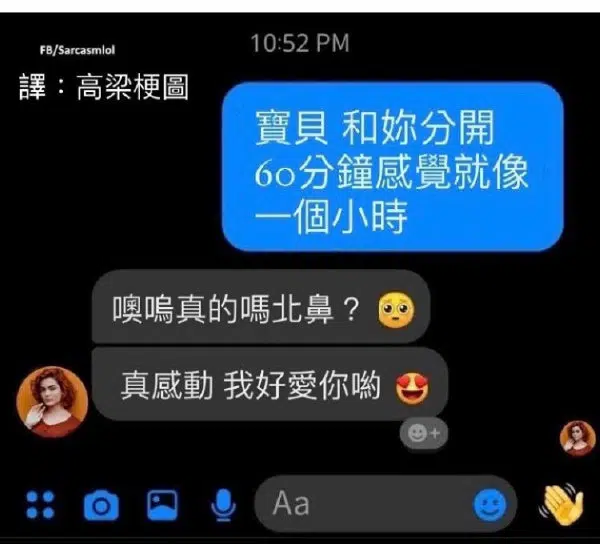 FB/Sarcasmlol
10:52 PM
譯：高梁梗圖
寶貝 和妳分開
60分鐘感覺就像
一個小時
噢嗚真的嗎北鼻？ 🥺
真感動 我好愛你喲 😍
Aa